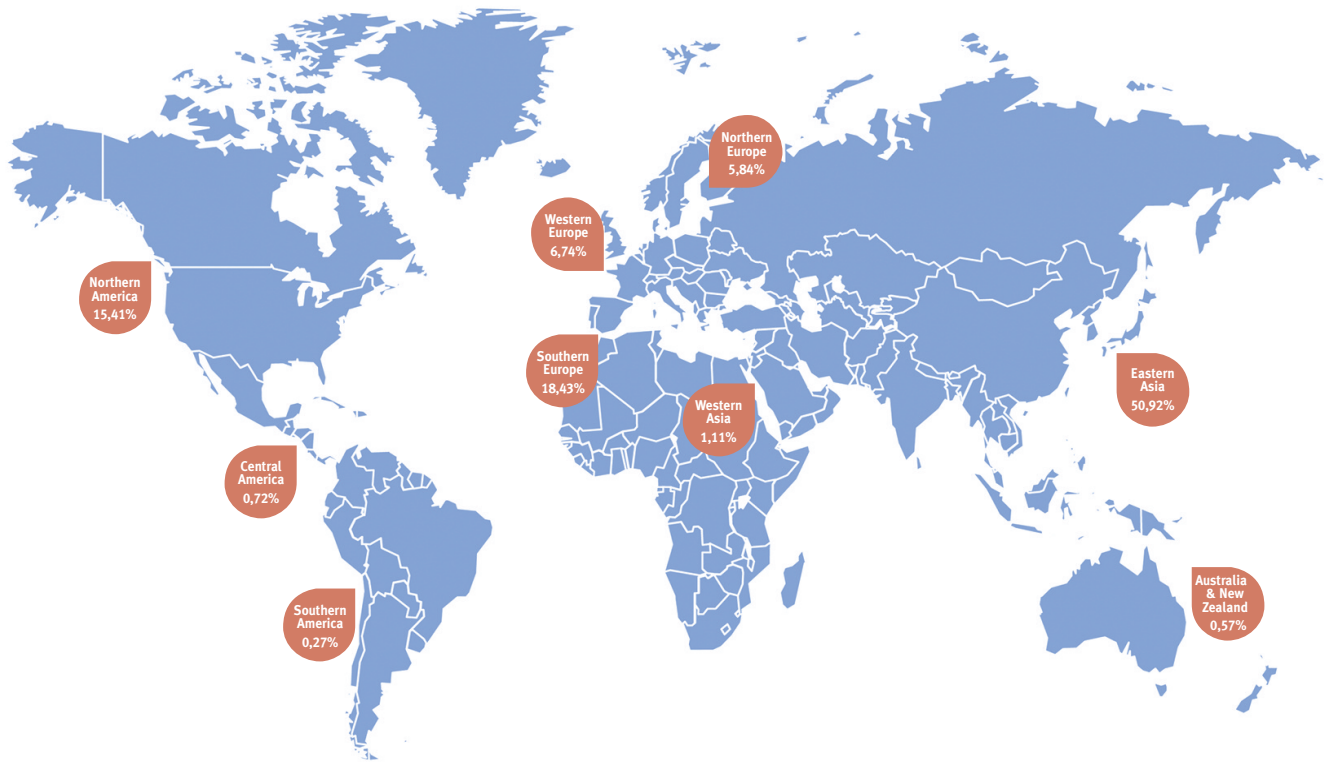 Northern
Europe
5,84%
Western
Europe
6,74%
Northern
America
15,41%
Southern
Europe
18,43%
Eastern
Asia
50,92%
Western
Asia
1,11%
Central
America
0,72%
Australia
& New
Zealand
0,57%
Southern
America
0,27%